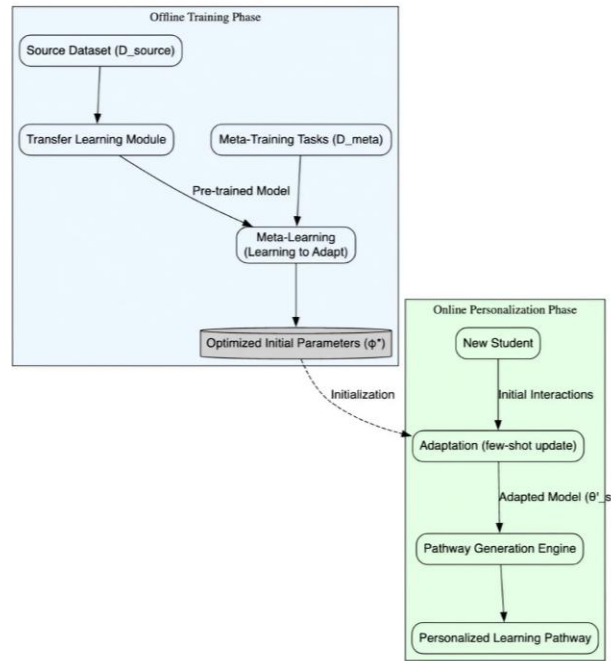 Offline Training Phase
Source Dataset (D_source)
Transfer Learning Module
Meta-Training Tasks (D_meta)
Pre-trained Model
Meta-Learning
(Learning to Adapt)
Optimized Initial Parameters (ϕ*)
Initialization
Online Personalization Phase
New Student
Initial Interactions
Adaptation (few-shot update)
Adapted Model (θ'_s
Pathway Generation Engine
Personalized Learning Pathway